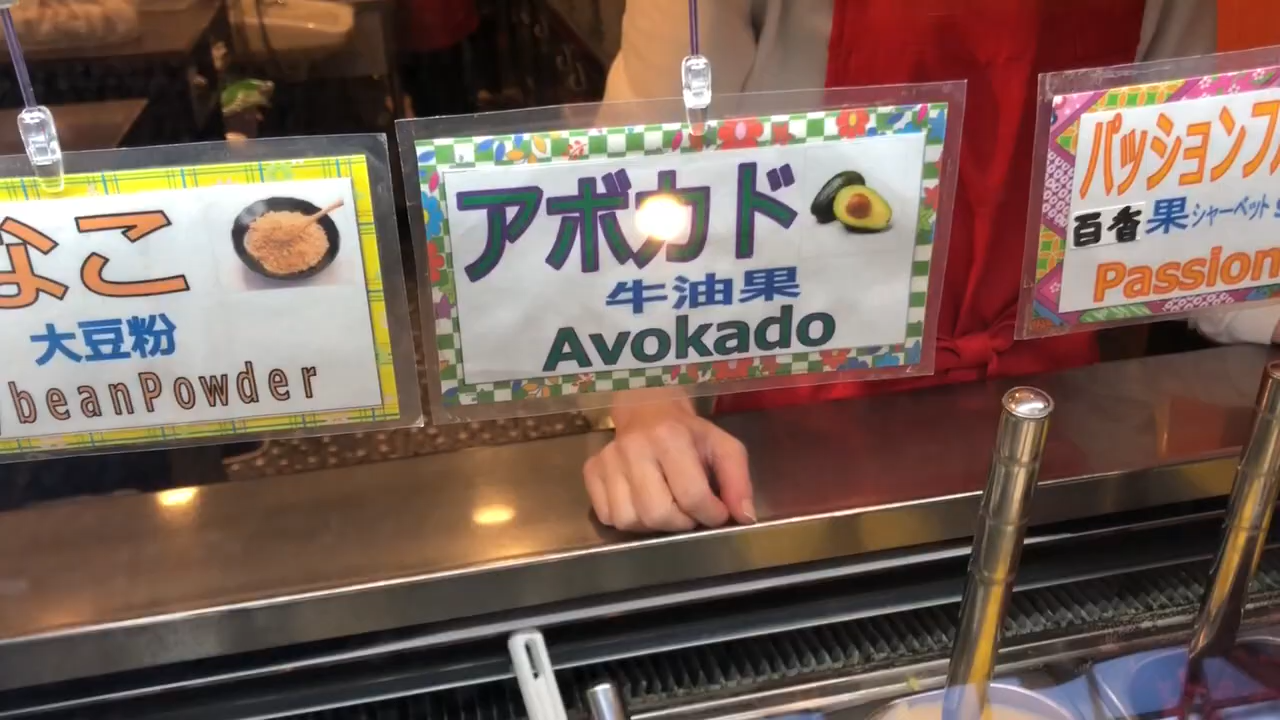 なこ
大豆粉
beanPowder
アボカド
牛油果
Avokado
パッションフ
百香果シャーベット
Passion